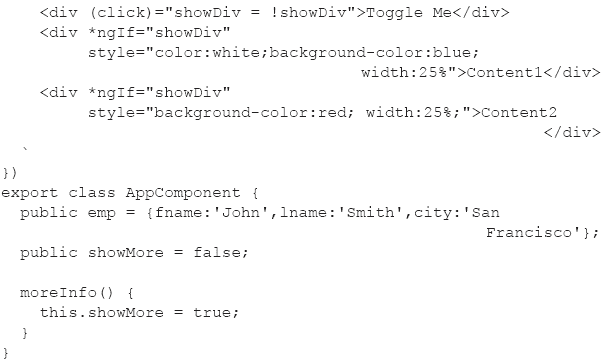 <div (click)="showDiv = !showDiv">Toggle Me</div>
<div *ngIf="showDiv"
style="color:white;background-color:blue;
width:25%">Content1</div>
<div *ngIf="showDiv"
style="background-color:red; width:25%;">Content2
</div>
`
})
export class AppComponent {
public emp = {fname:'John',lname:'Smith',city:'San
Francisco'};
public showMore = false;
moreInfo() {
this.showMore = true;
}
}